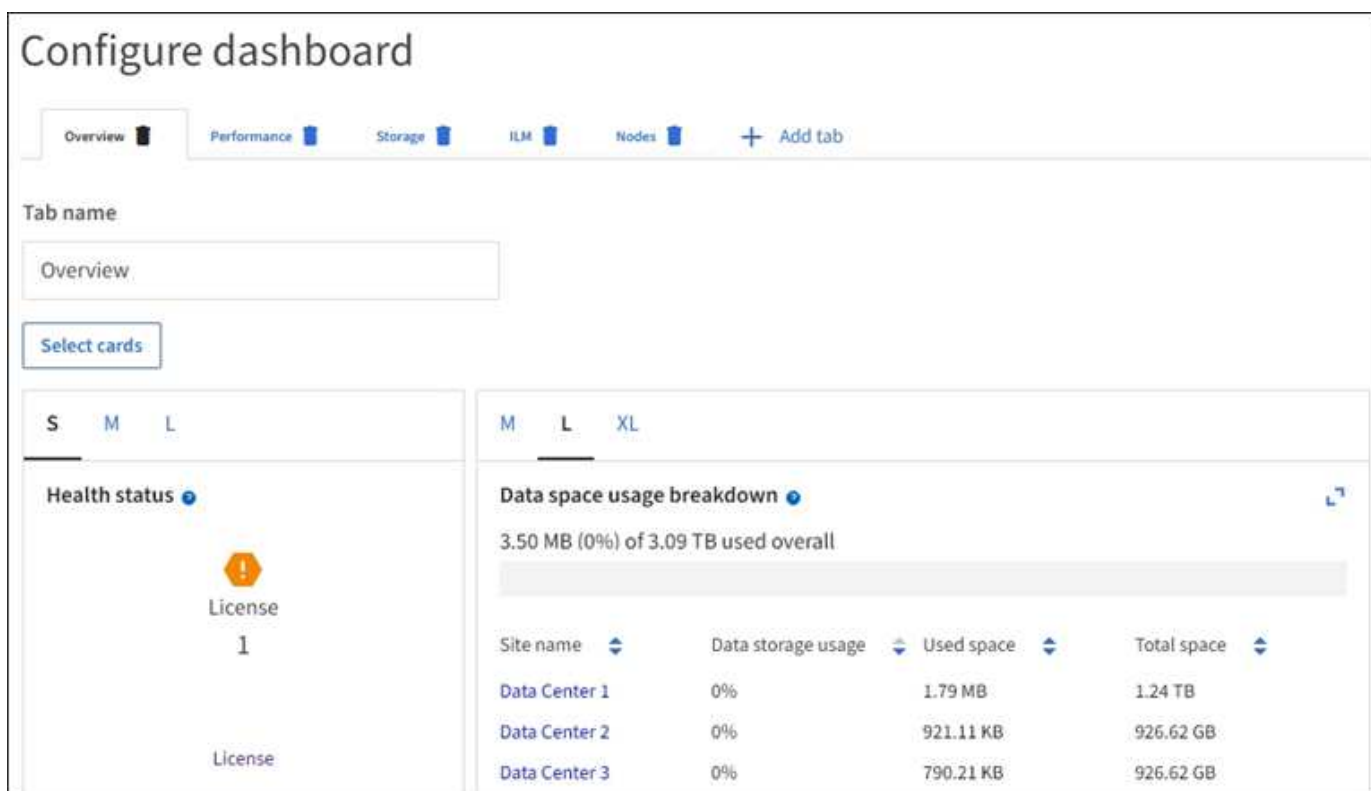 Configure dashboard
Overview Performance Storage ILM Nodes + Add tab
Tab name
Overview
Select cards
S M L
Health status
License
1
License
M L XL
Data space usage breakdown
3.50 MB (0%) of 3.09 TB used overall
Site name Data storage usage Used space Total space
Data Center 1 0% 1.79 MB 1.24 TB
Data Center 2 0% 921.11 KB 926.62 GB
Data Center 3 0% 790.21 KB 926.62 GB